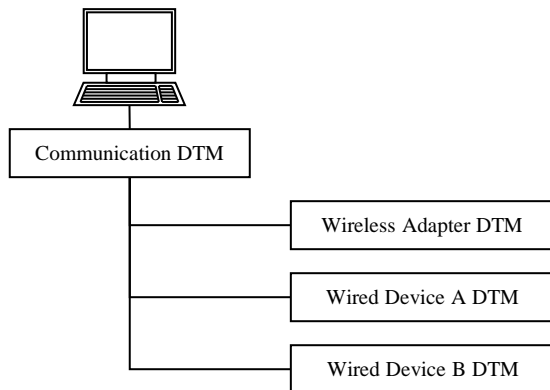 Communication DTM
Wireless Adapter DTM
Wired Device A DTM
Wired Device B DTM